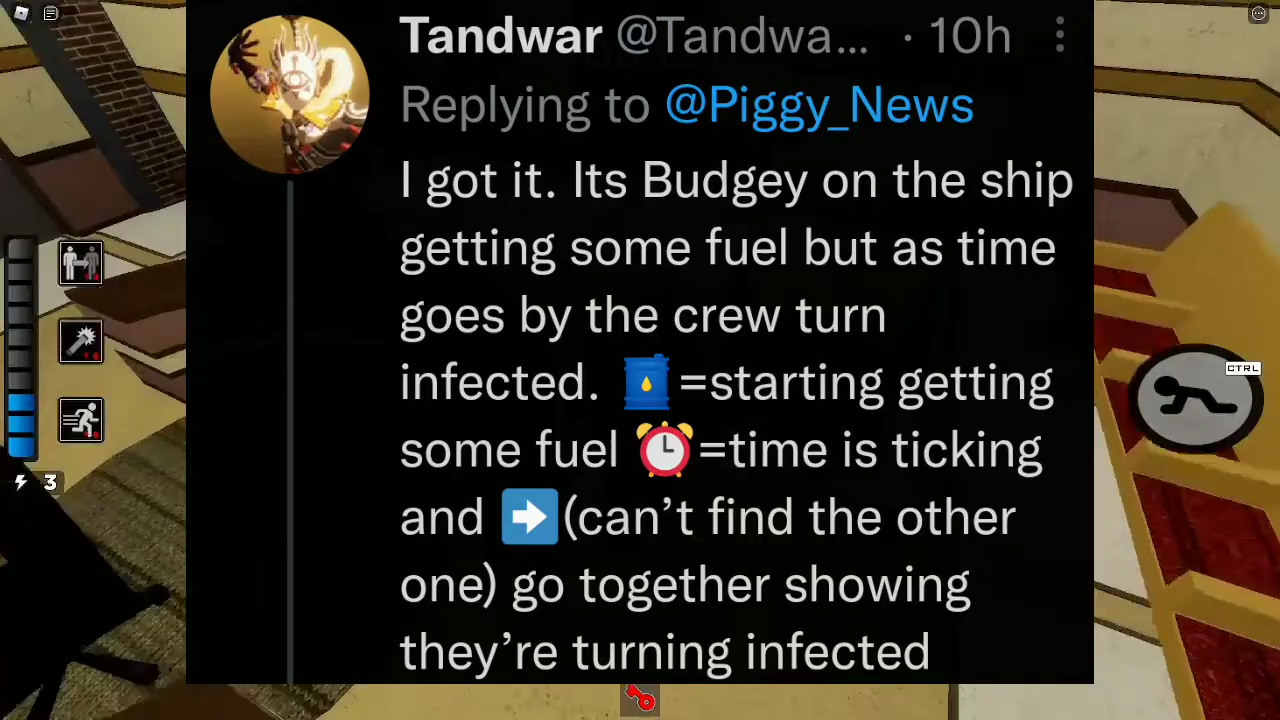 Tandwar @Tandwa... · 10h
Replying to @Piggy_News
I got it. Its Budgey on the ship
getting some fuel but as time
goes by the crew turn
infected. 🛢️=starting getting
some fuel ⏰=time is ticking
and ➡️(can’t find the other
one) go together showing
they’re turning infected
CTRL
3